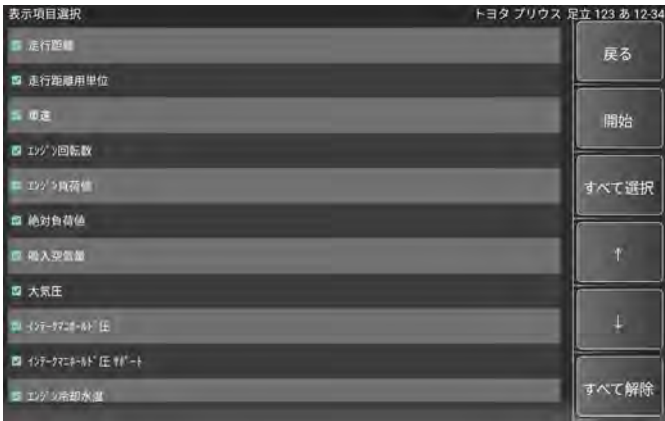 表示項目選択
トヨタ プリウス 足立 123 あ 12-34
走行距離
走行距離用単位
車速
エンジン回転数
エンジン負荷値
絶対負荷値
吸入空気量
大気圧
インテークマニホールド圧
インテークマニホールド圧 サポート
エンジン冷却水温
戻る
開始
すべて選択
↑
↓
すべて解除